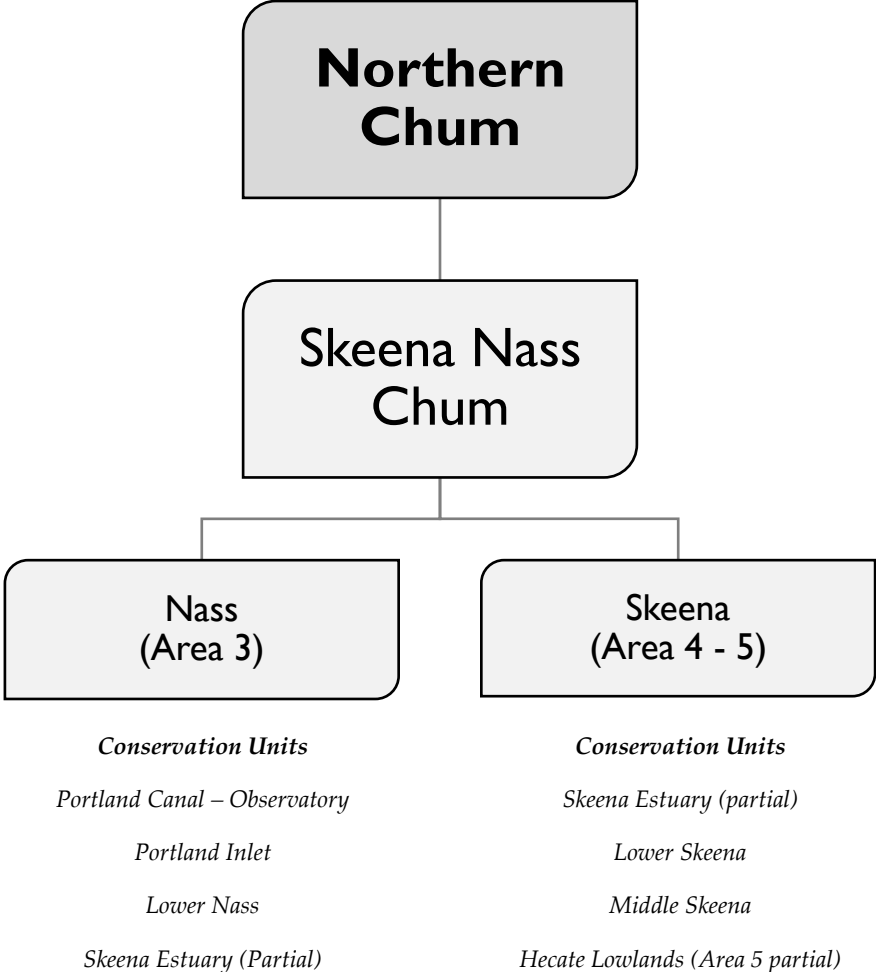 Northern
Chum
Skeena Nass
Chum
Nass
(Area 3)
Conservation Units
Portland Canal – Observatory
Portland Inlet
Lower Nass
Skeena Estuary (Partial)
Skeena
(Area 4 - 5)
Conservation Units
Skeena Estuary (partial)
Lower Skeena
Middle Skeena
Hecate Lowlands (Area 5 partial)